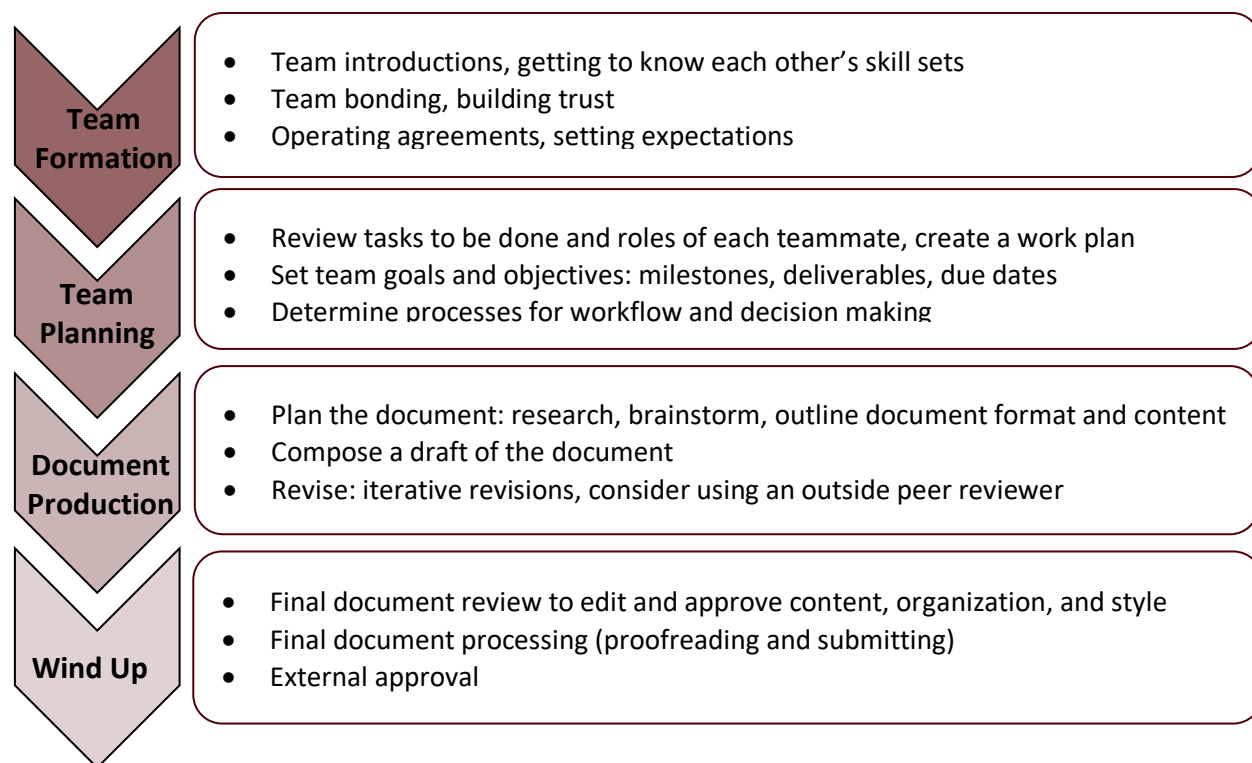 Team
Formation
• Team introductions, getting to know each other’s skill sets
• Team bonding, building trust
• Operating agreements, setting expectations
Team
Planning
• Review tasks to be done and roles of each teammate, create a work plan
• Set team goals and objectives: milestones, deliverables, due dates
• Determine processes for workflow and decision making
Document
Production
• Plan the document: research, brainstorm, outline document format and content
• Compose a draft of the document
• Revise: iterative revisions, consider using an outside peer reviewer
Wind Up
• Final document review to edit and approve content, organization, and style
• Final document processing (proofreading and submitting)
• External approval